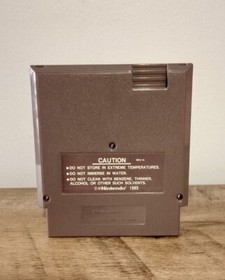 CAUTION
●DO NOT STORE IN EXTREME TEMPERATURES.
●DO NOT IMMERSE IN WATER.
●DO NOT CLEAN WITH BENZENE, THINNER,
ALCOHOL OR OTHER SUCH SOLVENTS.
©Nintendo 1985